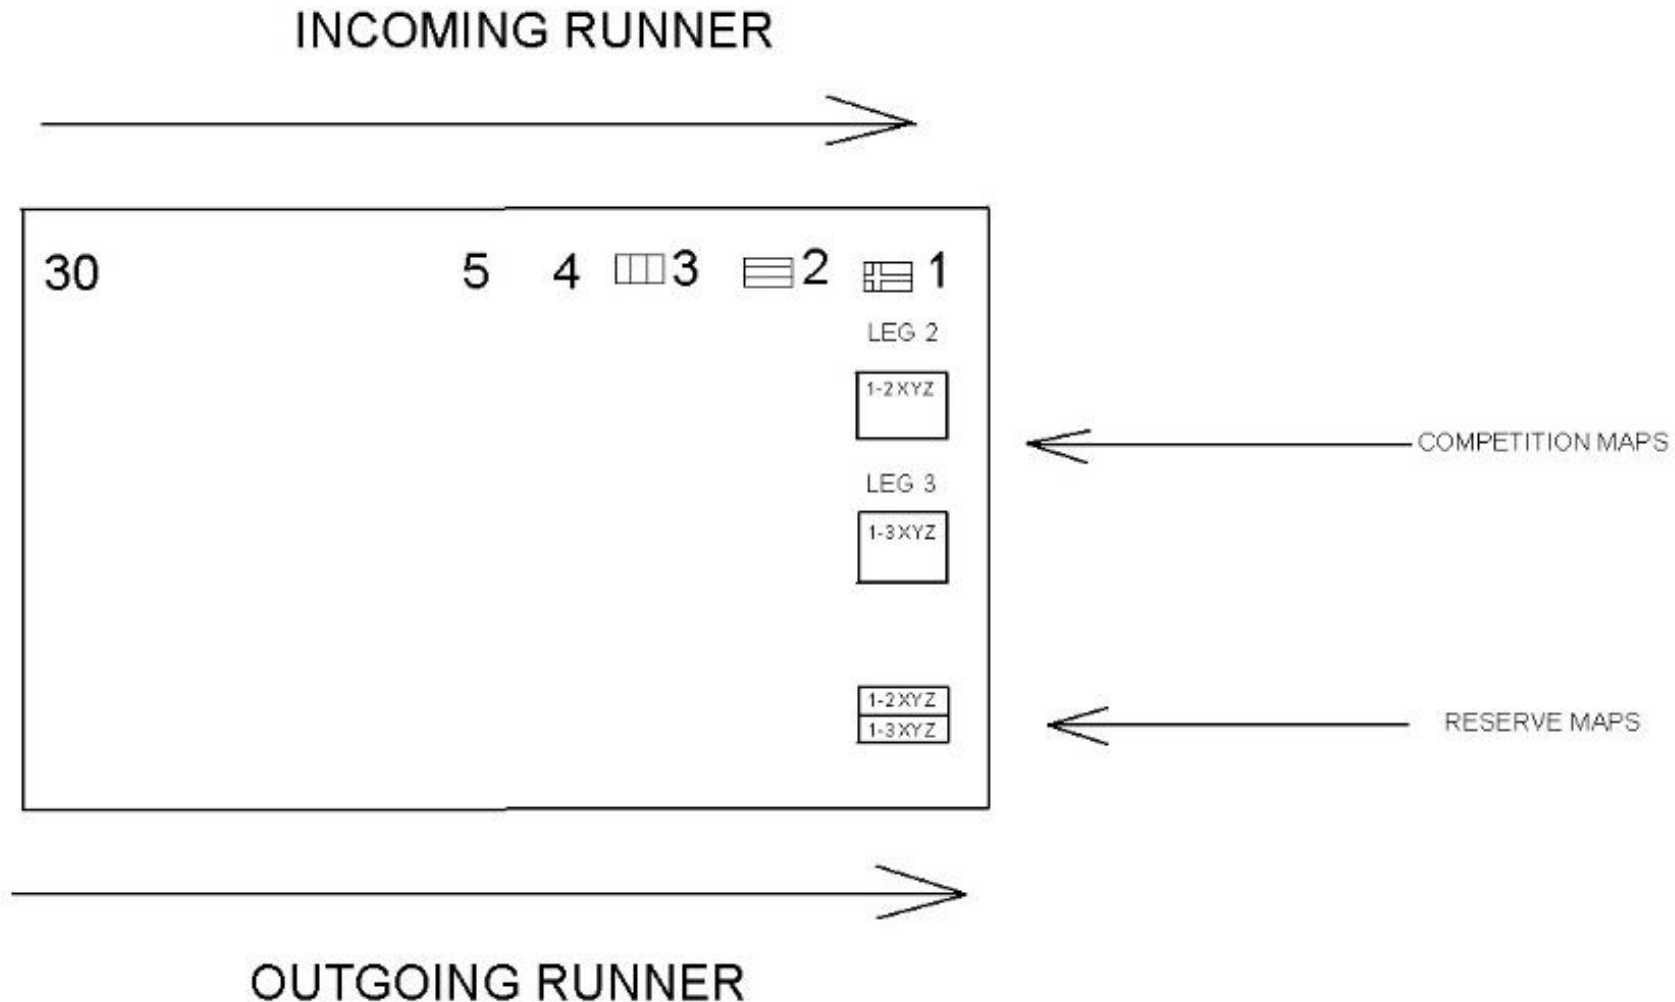 INCOMING RUNNER
30 5 4 3 2 1
LEG 2
1-2XYZ
COMPETITION MAPS
LEG 3
1-3XYZ
1-2XYZ
1-3XYZ
RESERVE MAPS
OUTGOING RUNNER